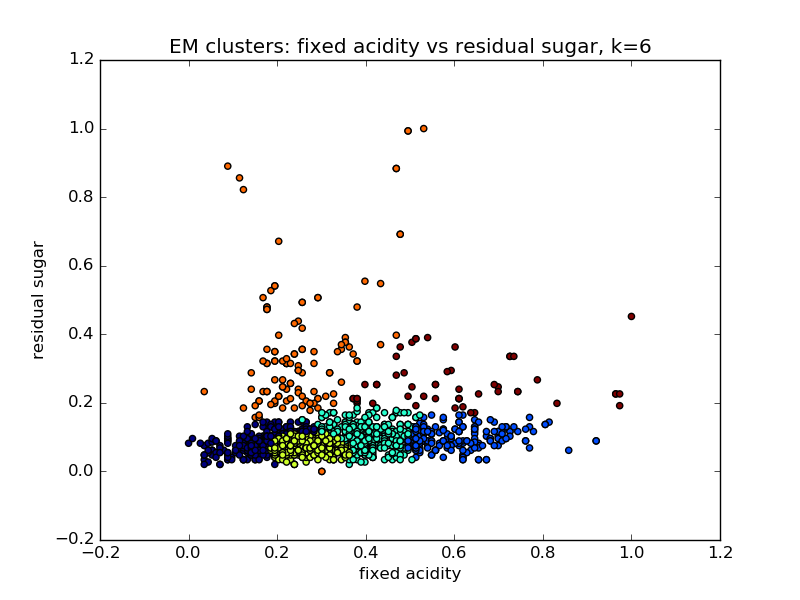 EM clusters: fixed acidity vs residual sugar, k=6
1.2
1.0
0.8
0.6
0.4
0.2
0.0
−0.2
residual sugar
−0.2 0.0 0.2 0.4 0.6 0.8 1.0 1.2
fixed acidity